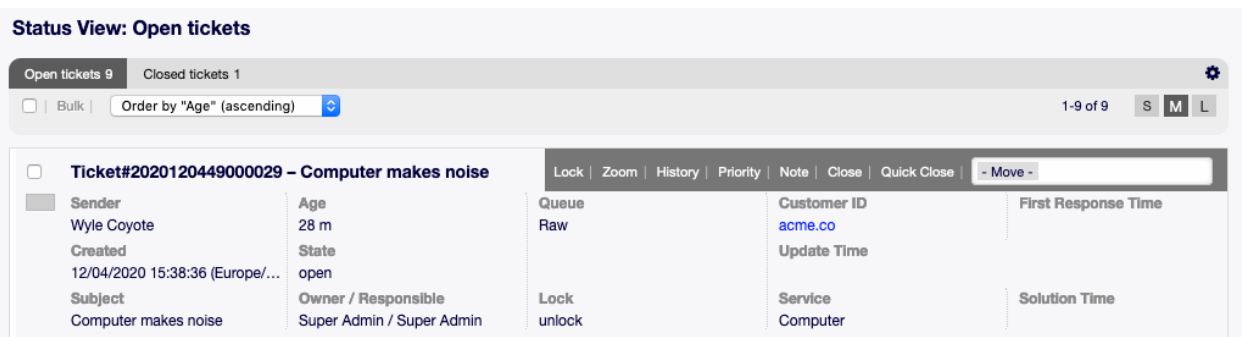 Status View: Open tickets
Open tickets 9 Closed tickets 1
| Bulk | Order by "Age" (ascending) 1-9 of 9 S M L
Ticket#2020120449000029 – Computer makes noise Lock | Zoom | History | Priority | Note | Close | Quick Close | - Move -
Sender Age Queue Customer ID First Response Time
Wyle Coyote 28 m Raw acme.co
Created State Update Time
12/04/2020 15:38:36 (Europe/… open
Subject Owner / Responsible Lock Service Solution Time
Computer makes noise Super Admin / Super Admin unlock Computer